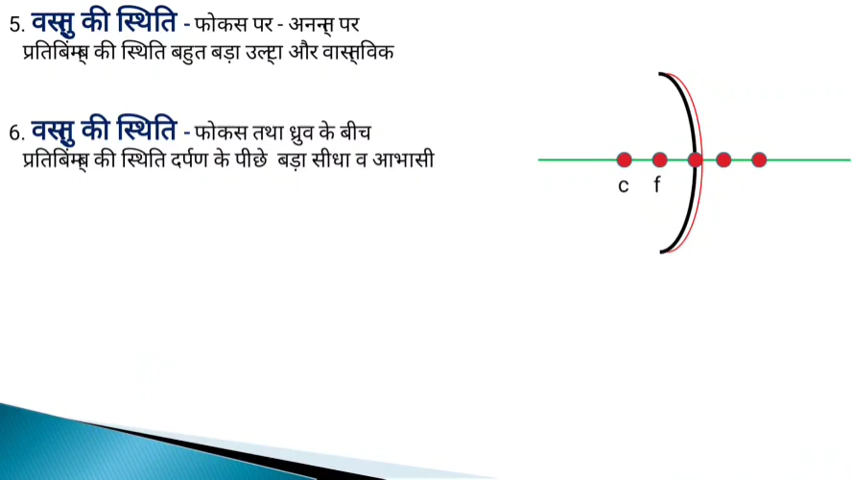 5. वस्तु की स्थिति - फोकस पर - अनन्त पर
प्रतिबिंम्ब की स्थिति बहुत बड़ा उल्टा और वास्तविक
6. वस्तु की स्थिति - फोकस तथा ध्रुव के बीच
प्रतिबिंम्ब की स्थिति दर्पण के पीछे बड़ा सीधा व आभासी
c f